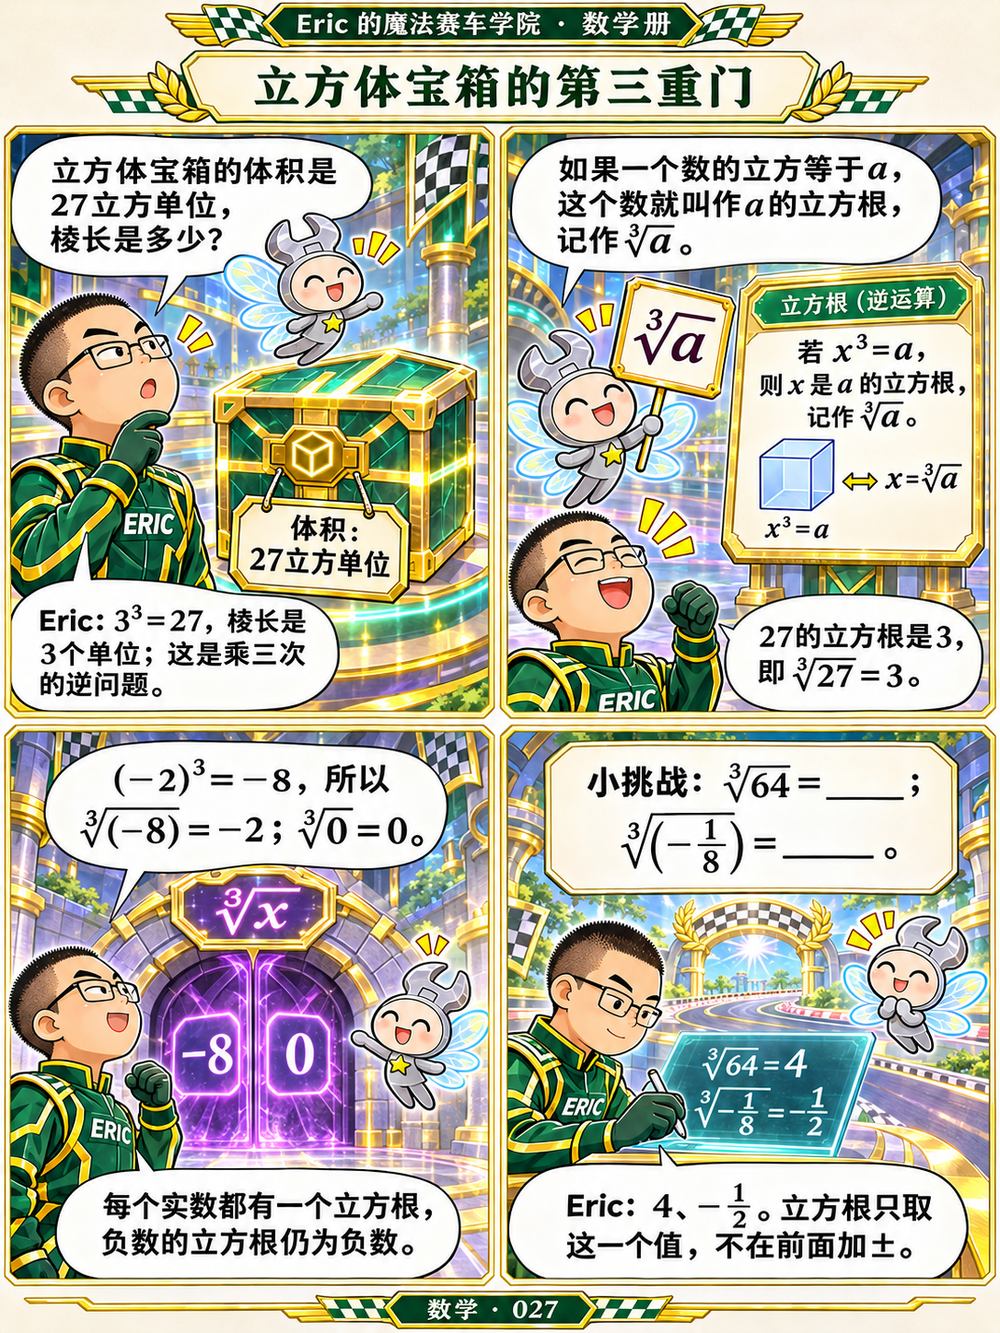 Eric 的魔法赛车学院 · 数学册
立方体宝箱的第三重门
立方体宝箱的体积是
27立方单位，
棱长是多少？
ERIC
体积：
27立方单位
Eric：3³=27，棱长是
3个单位；这是乘三次
的逆问题。
如果一个数的立方等于a，
这个数就叫作a的立方根，
记作∛a。
∛a
立方根（逆运算）
若 x³=a，
则x是a的立方根，
记作∛a。
x=∛a
x³=a
ERIC
27的立方根是3，
即∛27=3。
(−2)³=−8，所以
∛(−8)=−2；∛0=0。
∛x
-8
0
ERIC
每个实数都有一个立方根，
负数的立方根仍为负数。
小挑战：∛64=____；
∛(−1/8)=____。
∛64=4
∛−1/8=−1/2
ERIC
Eric：4、−1/2。立方根只取
这一个值，不在前面加±。
数学 · 027